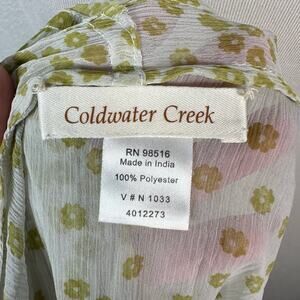 Coldwater Creek
RN 98516
Made in India
100% Polyester
V # N 1033
4012273